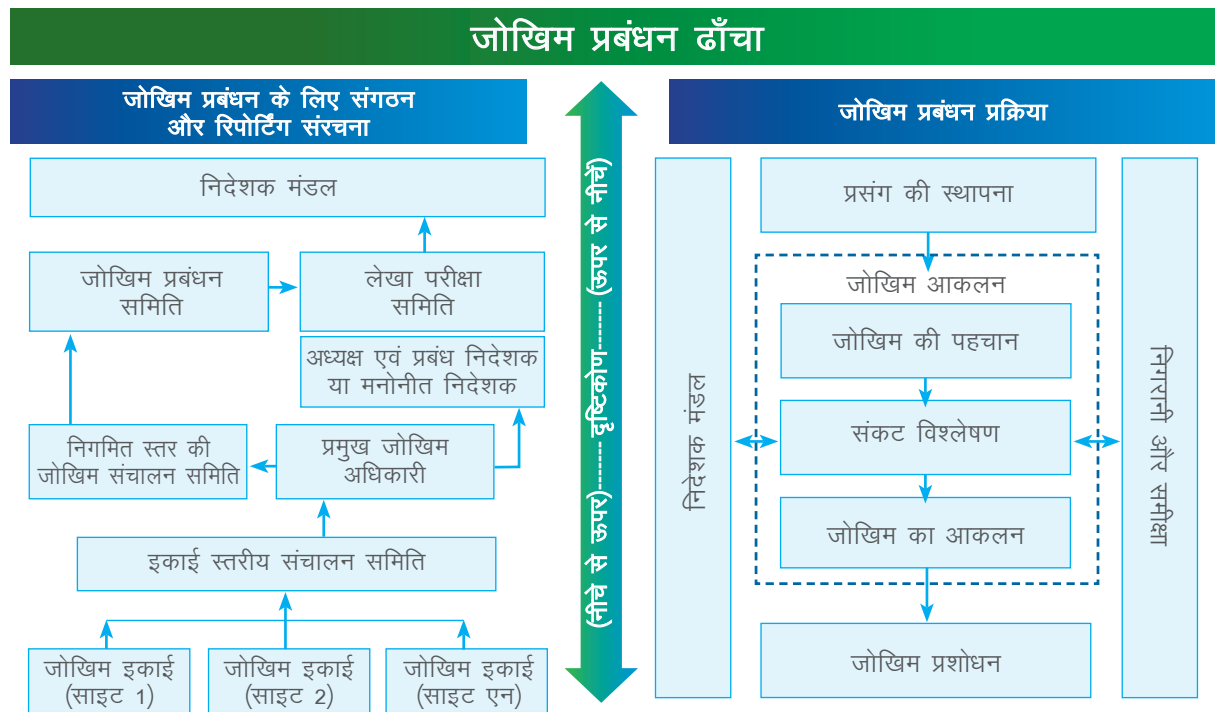 जोखिम प्रबंधन ढाँचा
जोखिम प्रबंधन के लिए संगठन
और रिपोर्टिंग संरचना
निदेशक मंडल
जोखिम प्रबंधन
समिति
लेखा परीक्षा
समिति
अध्यक्ष एवं प्रबंध निदेशक
या मनोनीत निदेशक
निगमित स्तर की
जोखिम संचालन समिति
प्रमुख जोखिम
अधिकारी
इकाई स्तरीय संचालन समिति
जोखिम इकाई
(साइट 1)
जोखिम इकाई
(साइट 2)
जोखिम इकाई
(साइट एन)
(नीचे से ऊपर)------- दृष्टिकोण-------(ऊपर से नीचे)
जोखिम प्रबंधन प्रक्रिया
निदेशक मंडल
प्रसंग की स्थापना
जोखिम आकलन
जोखिम की पहचान
संकट विश्लेषण
जोखिम का आकलन
जोखिम प्रशोधन
निगरानी और समीक्षा